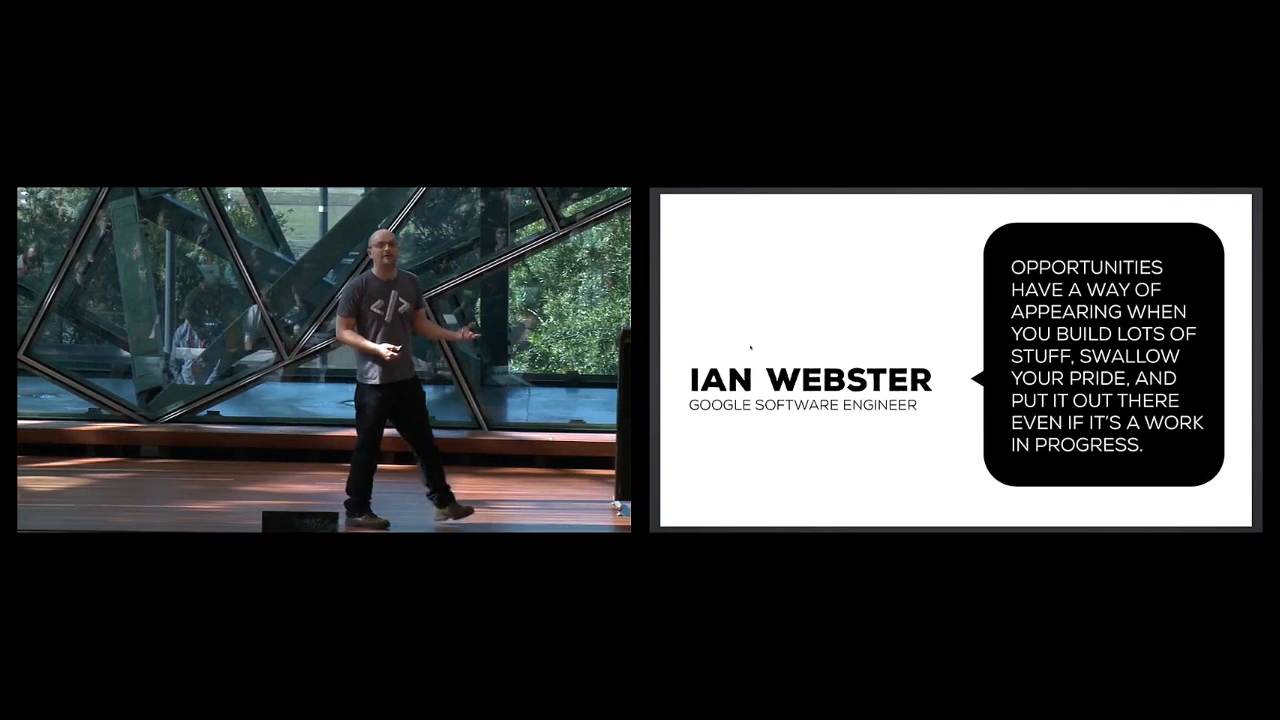 </>
IAN WEBSTER
GOOGLE SOFTWARE ENGINEER
OPPORTUNITIES
HAVE A WAY OF
APPEARING WHEN
YOU BUILD LOTS OF
STUFF, SWALLOW
YOUR PRIDE, AND
PUT IT OUT THERE
EVEN IF IT'S A WORK
IN PROGRESS.